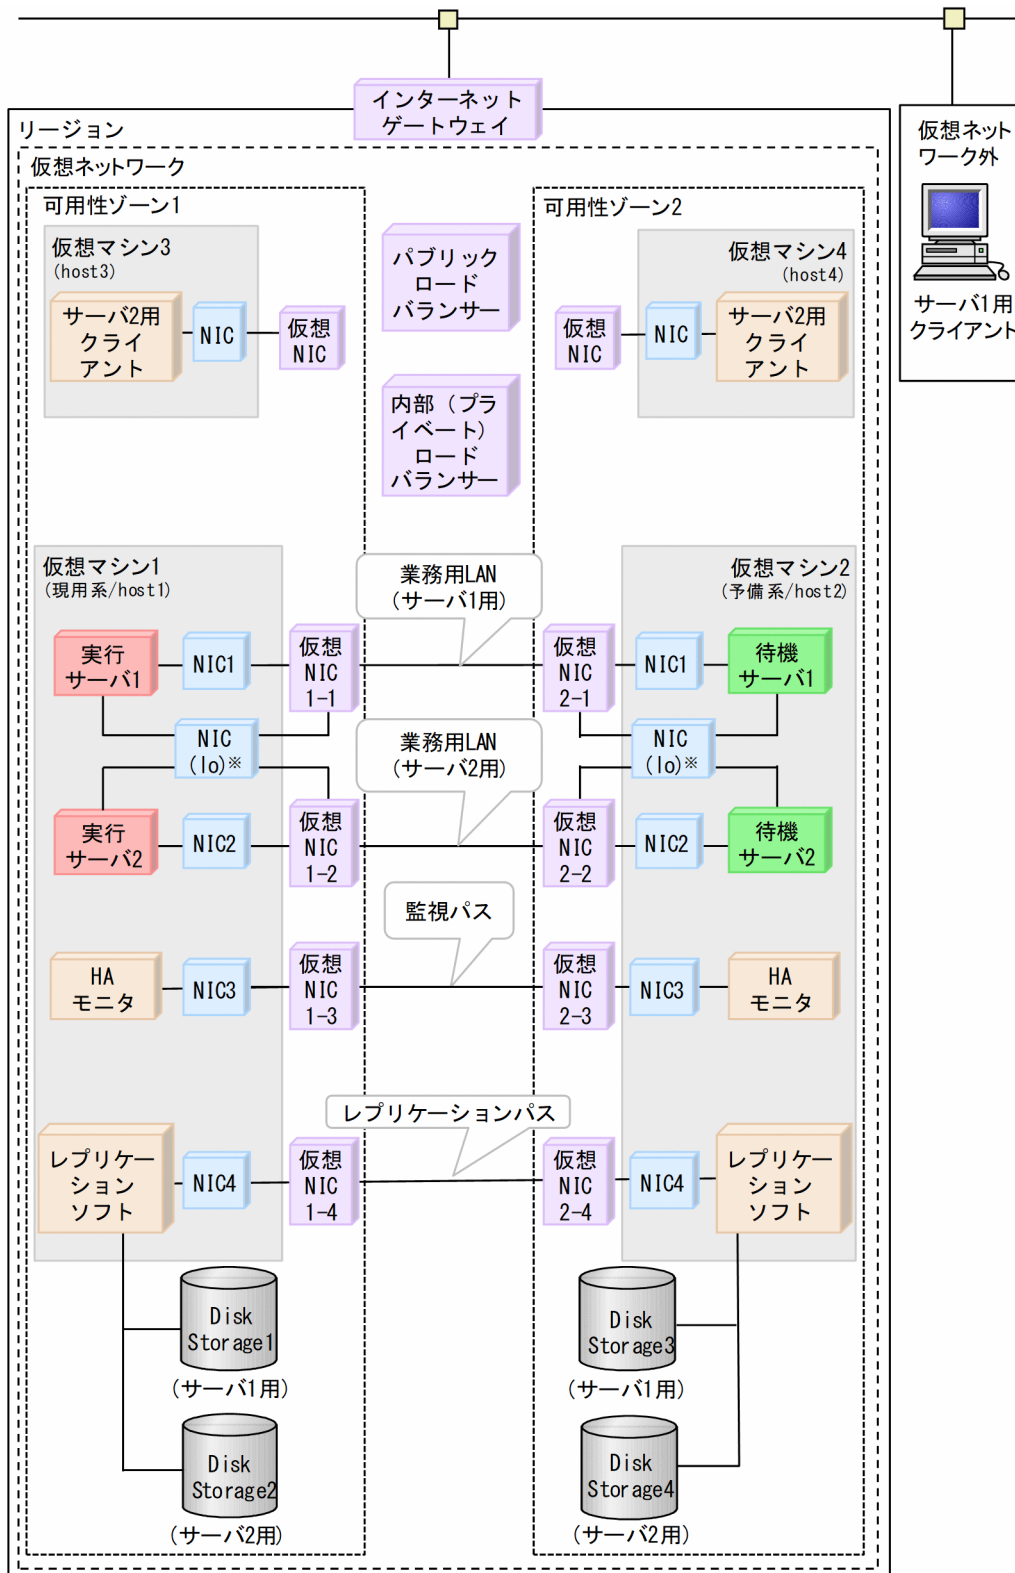 インターネット
ゲートウェイ
リージョン
仮想ネットワーク
仮想ネット
ワーク外
サーバ1用
クライアント
可用性ゾーン1
可用性ゾーン2
仮想マシン3
(host3)
サーバ2用
クライ
アント
NIC
仮想
NIC
パブリック
ロード
バランサー
仮想マシン4
(host4)
仮想
NIC
NIC
サーバ2用
クライ
アント
内部（プラ
イベート）
ロード
バランサー
仮想マシン1
(現用系/host1)
業務用LAN
(サーバ1用)
仮想マシン2
(予備系/host2)
実行
サーバ1
NIC1
仮想
NIC
1-1
仮想
NIC
2-1
NIC1
待機
サーバ1
NIC
(lo)※
業務用LAN
(サーバ2用)
NIC
(lo)※
実行
サーバ2
NIC2
仮想
NIC
1-2
仮想
NIC
2-2
NIC2
待機
サーバ2
監視パス
HA
モニタ
NIC3
仮想
NIC
1-3
仮想
NIC
2-3
NIC3
HA
モニタ
レプリケーションパス
レプリケー
ション
ソフト
NIC4
仮想
NIC
1-4
仮想
NIC
2-4
NIC4
レプリケー
ション
ソフト
Disk
Storage1
(サーバ1用)
Disk
Storage3
(サーバ1用)
Disk
Storage2
(サーバ2用)
Disk
Storage4
(サーバ2用)